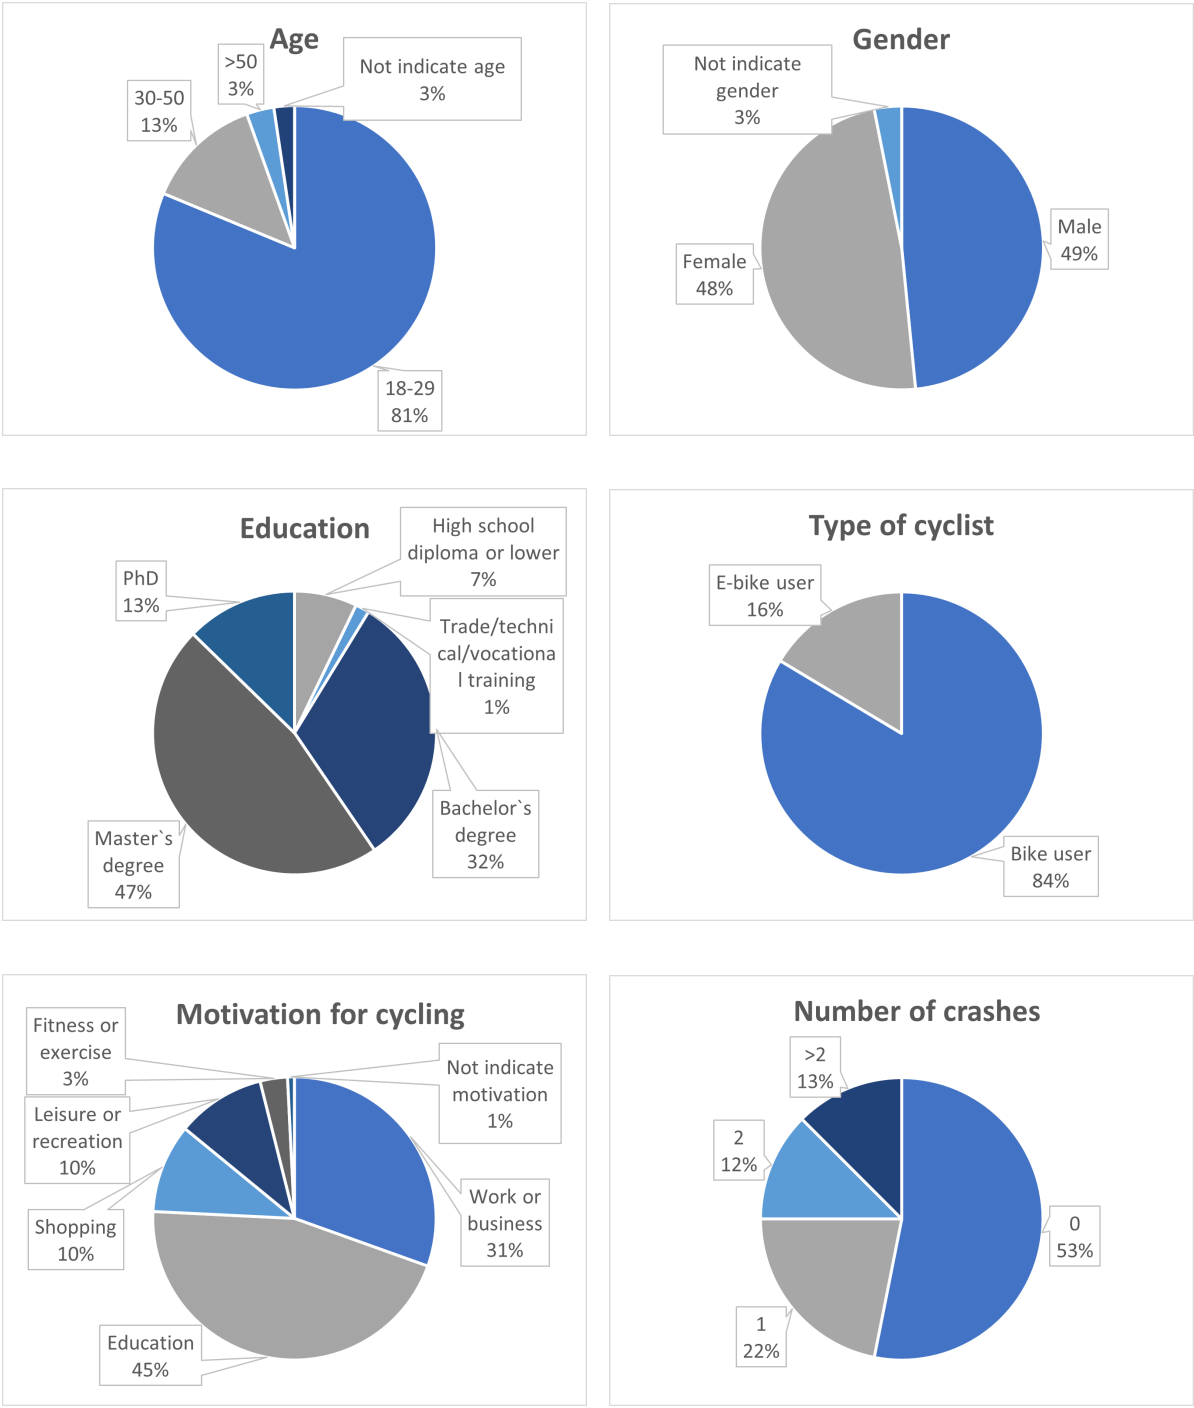 Age
>50
3%
Not indicate age
3%
30-50
13%
18-29
81%
Gender
Not indicate
gender
3%
Male
49%
Female
48%
Education
High school
diploma or lower
7%
PhD
13%
Trade/techni
cal/vocationa
l training
1%
Bachelor`s
degree
32%
Master`s
degree
47%
Type of cyclist
E-bike user
16%
Bike user
84%
Motivation for cycling
Fitness or
exercise
3%
Not indicate
motivation
1%
Leisure or
recreation
10%
Work or
business
31%
Shopping
10%
Education
45%
Number of crashes
>2
13%
2
12%
0
53%
1
22%